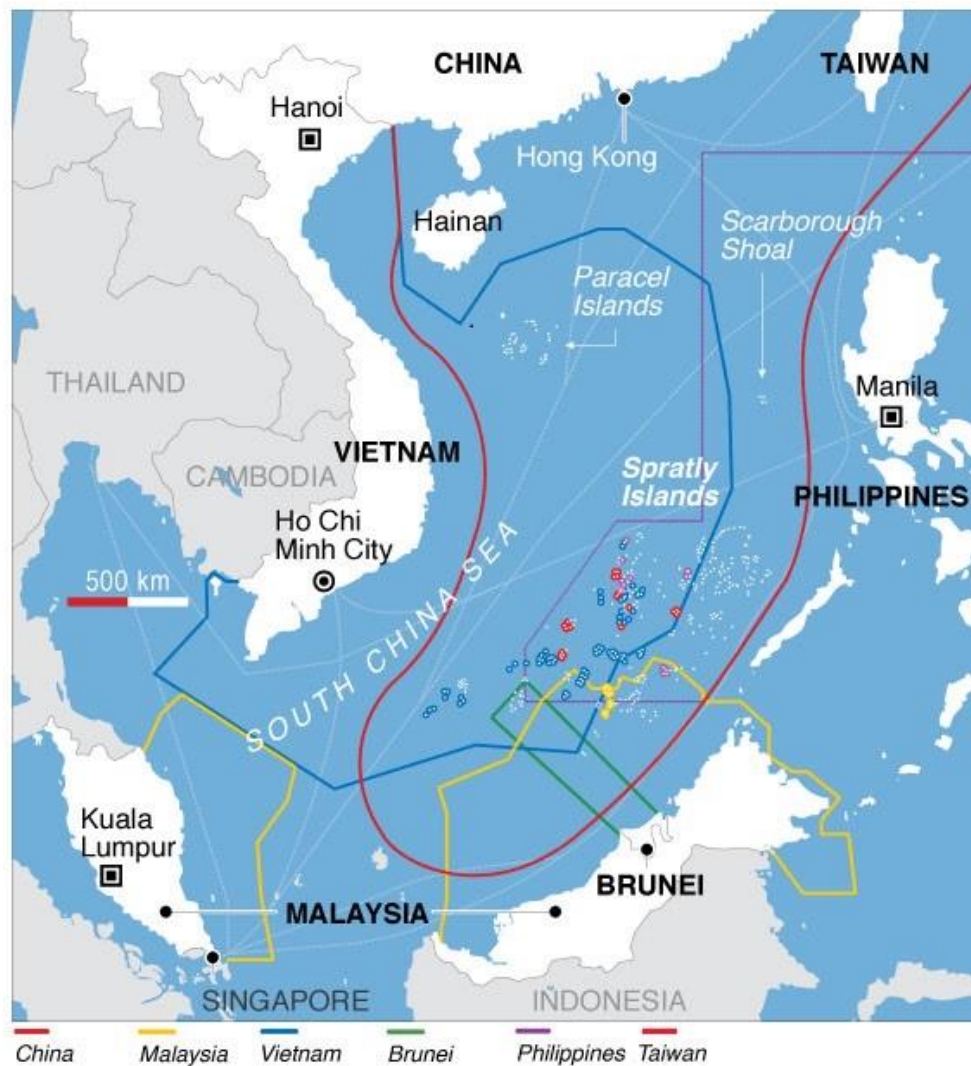 CHINA
TAIWAN
Hanoi
Hong Kong
Hainan
Scarborough
Shoal
Paracel
Islands
THAILAND
Manila
VIETNAM
CAMBODIA
Spratly
Islands
PHILIPPINES
Ho Chi
Minh City
500 km
SOUTH CHINA SEA
Kuala
Lumpur
BRUNEI
MALAYSIA
SINGAPORE
INDONESIA
China
Malaysia
Vietnam
Brunei
Philippines
Taiwan